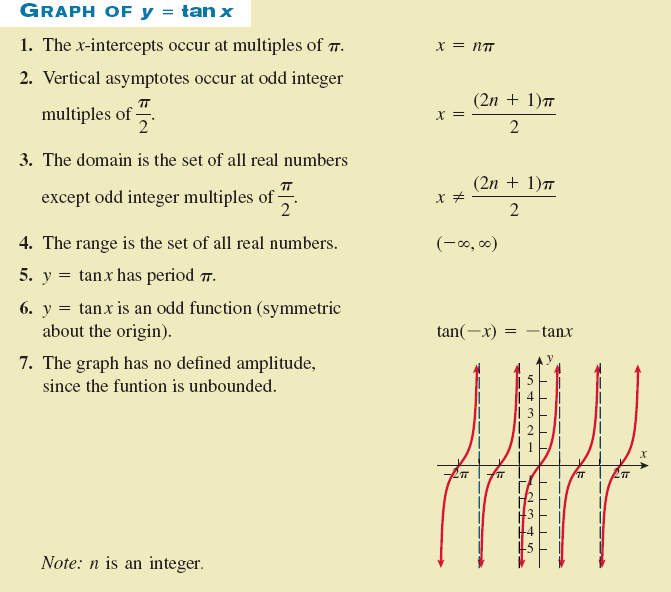 GRAPH OF y = tan x
1. The x-intercepts occur at multiples of π.
x = nπ
2. Vertical asymptotes occur at odd integer
multiples of π/2.
x = (2n + 1)π/2
3. The domain is the set of all real numbers
except odd integer multiples of π/2.
x ≠ (2n + 1)π/2
4. The range is the set of all real numbers.
(−∞, ∞)
5. y = tan x has period π.
6. y = tan x is an odd function (symmetric
about the origin).
tan(−x) = −tanx
7. The graph has no defined amplitude,
since the funtion is unbounded.
y
5
4
3
2
1
x
−2π −π π 2π
−1
−2
−3
−4
−5
Note: n is an integer.